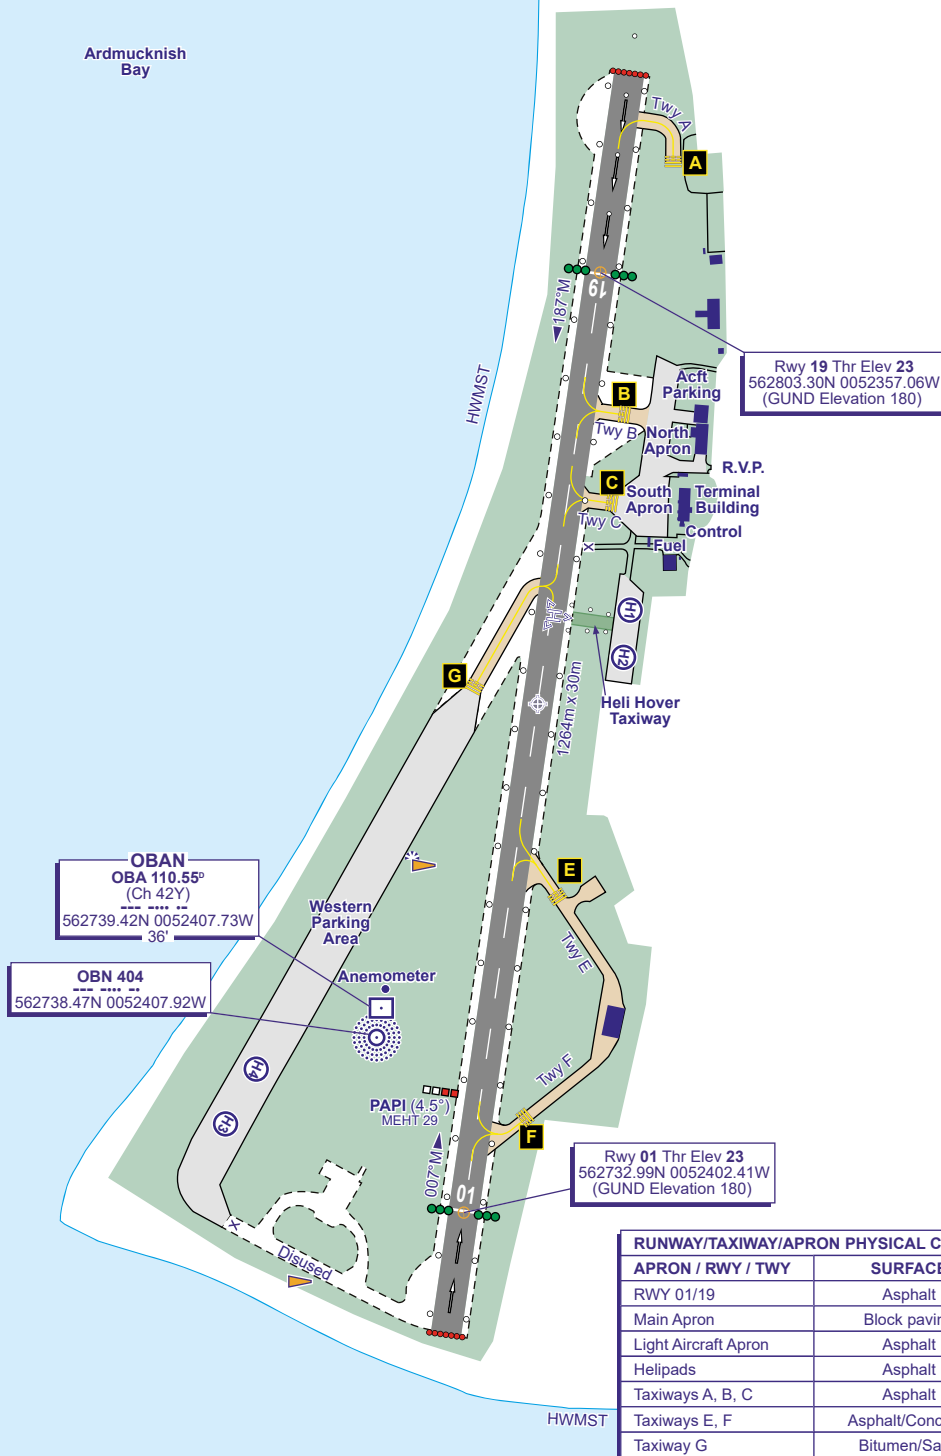 Ardmucknish
Bay
Twy A
A
19
187°M
HWMST
Rwy 19 Thr Elev 23
562803.30N 0052357.06W
(GUND Elevation 180)
Acft
Parking
B
Twy B
North
Apron
R.V.P.
C
South
Apron
Terminal
Building
Twy C
Control
Fuel
X
H1
H2
G
Heli Hover
Taxiway
1264m x 30m
OBAN
OBA 110.55D
(Ch 42Y)
562739.42N 0052407.73W
36'
E
Western
Parking
Area
Twy E
OBN 404
562738.47N 0052407.92W
Anemometer
H4
H3
Twy F
PAPI (4.5°)
MEHT 29
F
007°M
01
Rwy 01 Thr Elev 23
562732.99N 0052402.41W
(GUND Elevation 180)
X
Disused
HWMST
RUNWAY/TAXIWAY/APRON PHYSICAL C
APRON / RWY / TWY SURFACE
RWY 01/19 Asphalt
Main Apron Block pavin
Light Aircraft Apron Asphalt
Helipads Asphalt
Taxiways A, B, C Asphalt
Taxiways E, F Asphalt/Conc
Taxiway G Bitumen/Sa